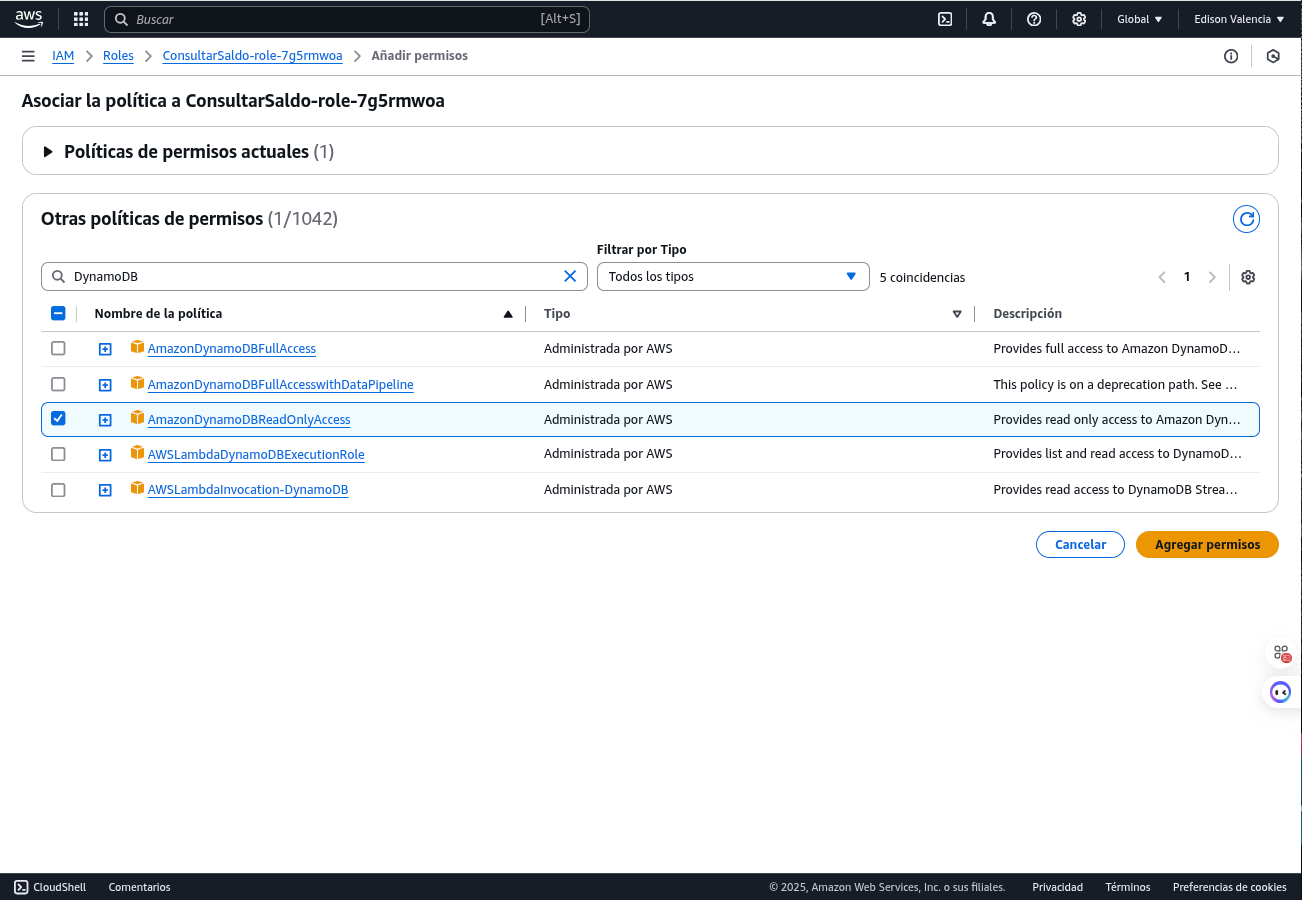 aws Buscar [Alt+S] Global Edison Valencia
IAM Roles ConsultarSaldo-role-7g5rmwoa Añadir permisos
Asociar la política a ConsultarSaldo-role-7g5rmwoa
Políticas de permisos actuales (1)
Otras políticas de permisos (1/1042)
Filtrar por Tipo
DynamoDB Todos los tipos 5 coincidencias 1
Nombre de la política Tipo Descripción
AmazonDynamoDBFullAccess Administrada por AWS Provides full access to Amazon DynamoD...
AmazonDynamoDBFullAccesswithDataPipeline Administrada por AWS This policy is on a deprecation path. See ...
AmazonDynamoDBReadOnlyAccess Administrada por AWS Provides read only access to Amazon Dyn...
AWSLambdaDynamoDBExecutionRole Administrada por AWS Provides list and read access to DynamoD...
AWSLambdaInvocation-DynamoDB Administrada por AWS Provides read access to DynamoDB Strea...
Cancelar Agregar permisos
CloudShell Comentarios © 2025, Amazon Web Services, Inc. o sus filiales. Privacidad Términos Preferencias de cookies